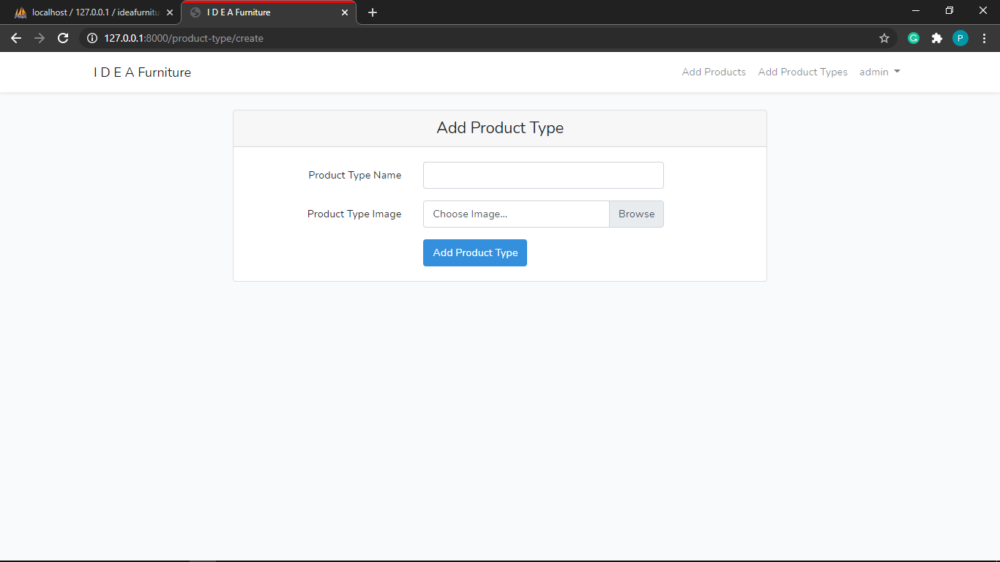 localhost / 127.0.0.1 / ideafurnitu
I D E A Furniture
127.0.0.1:8000/product-type/create
G
P
I D E A Furniture
Add Products
Add Product Types
admin
Add Product Type
Product Type Name
Product Type Image
Choose Image...
Browse
Add Product Type